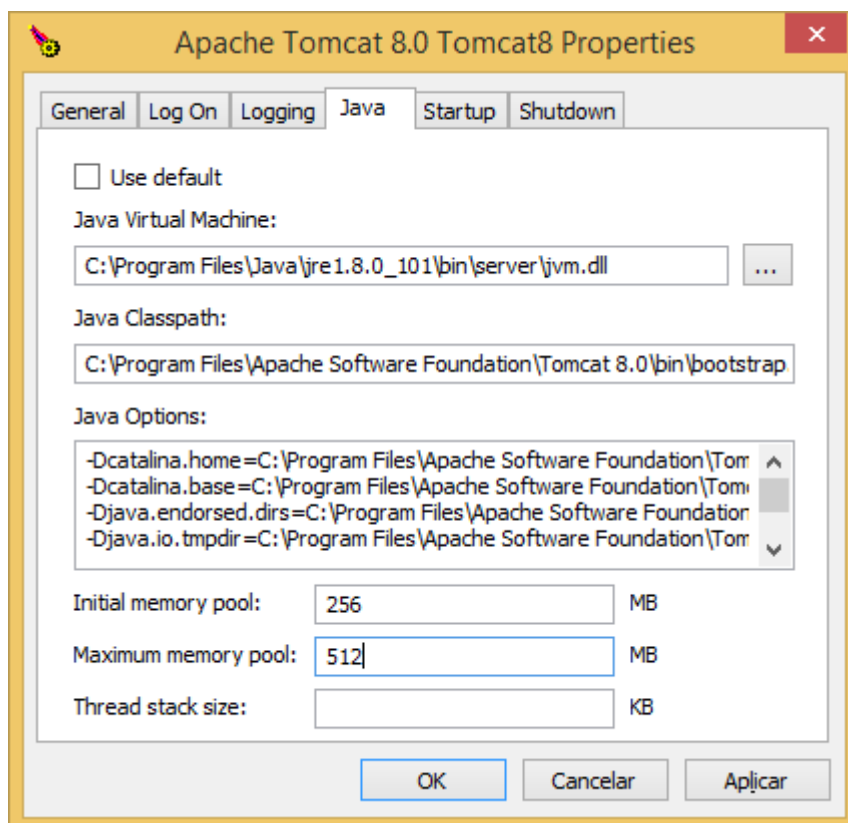 Apache Tomcat 8.0 Tomcat8 Properties
General Log On Logging Java Startup Shutdown
Use default
Java Virtual Machine:
C:\Program Files\Java\jre1.8.0_101\bin\server\jvm.dll ...
Java Classpath:
C:\Program Files\Apache Software Foundation\Tomcat 8.0\bin\bootstrap.
Java Options:
-Dcatalina.home=C:\Program Files\Apache Software Foundation\Tom
-Dcatalina.base=C:\Program Files\Apache Software Foundation\Tomc
-Djava.endorsed.dirs=C:\Program Files\Apache Software Foundation
-Djava.io.tmpdir=C:\Program Files\Apache Software Foundation\Tom
Initial memory pool: 256 MB
Maximum memory pool: 512 MB
Thread stack size: KB
OK Cancelar Aplicar